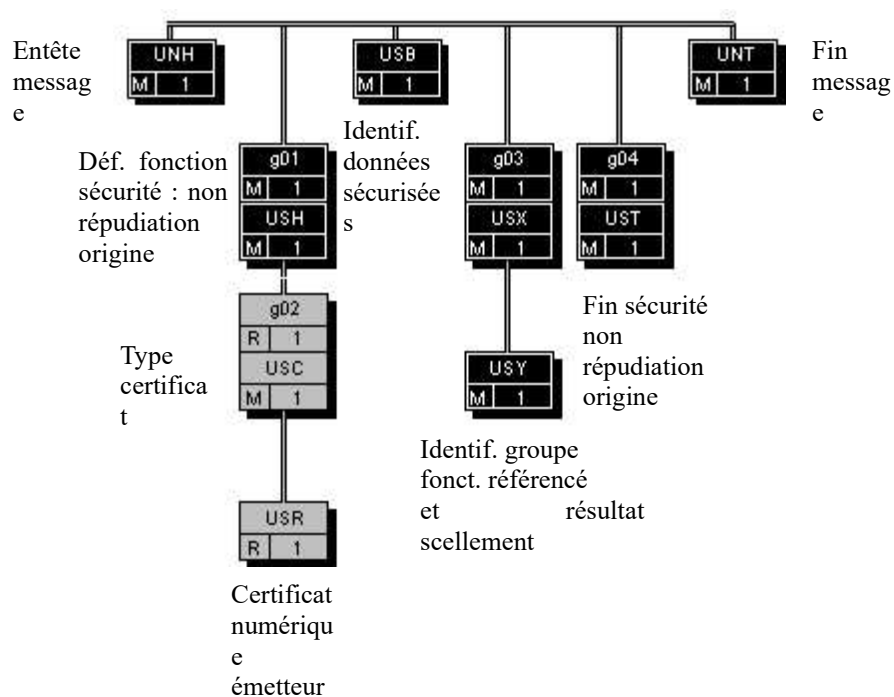 Entête
messag
e
UNH
M 1
USB
M 1
UNT
M 1
Fin
messag
e
Déf. fonction
sécurité : non
répudiation
origine
g01
M 1
USH
M 1
Identif.
données
sécurisée
s
g03
M 1
USX
M 1
g04
M 1
UST
M 1
Type
certifica
t
g02
R 1
USC
M 1
USY
M 1
Fin sécurité
non
répudiation
origine
Identif. groupe
fonct. référencé
et résultat
scellement
USR
R 1
Certificat
numériqu
e
émetteur